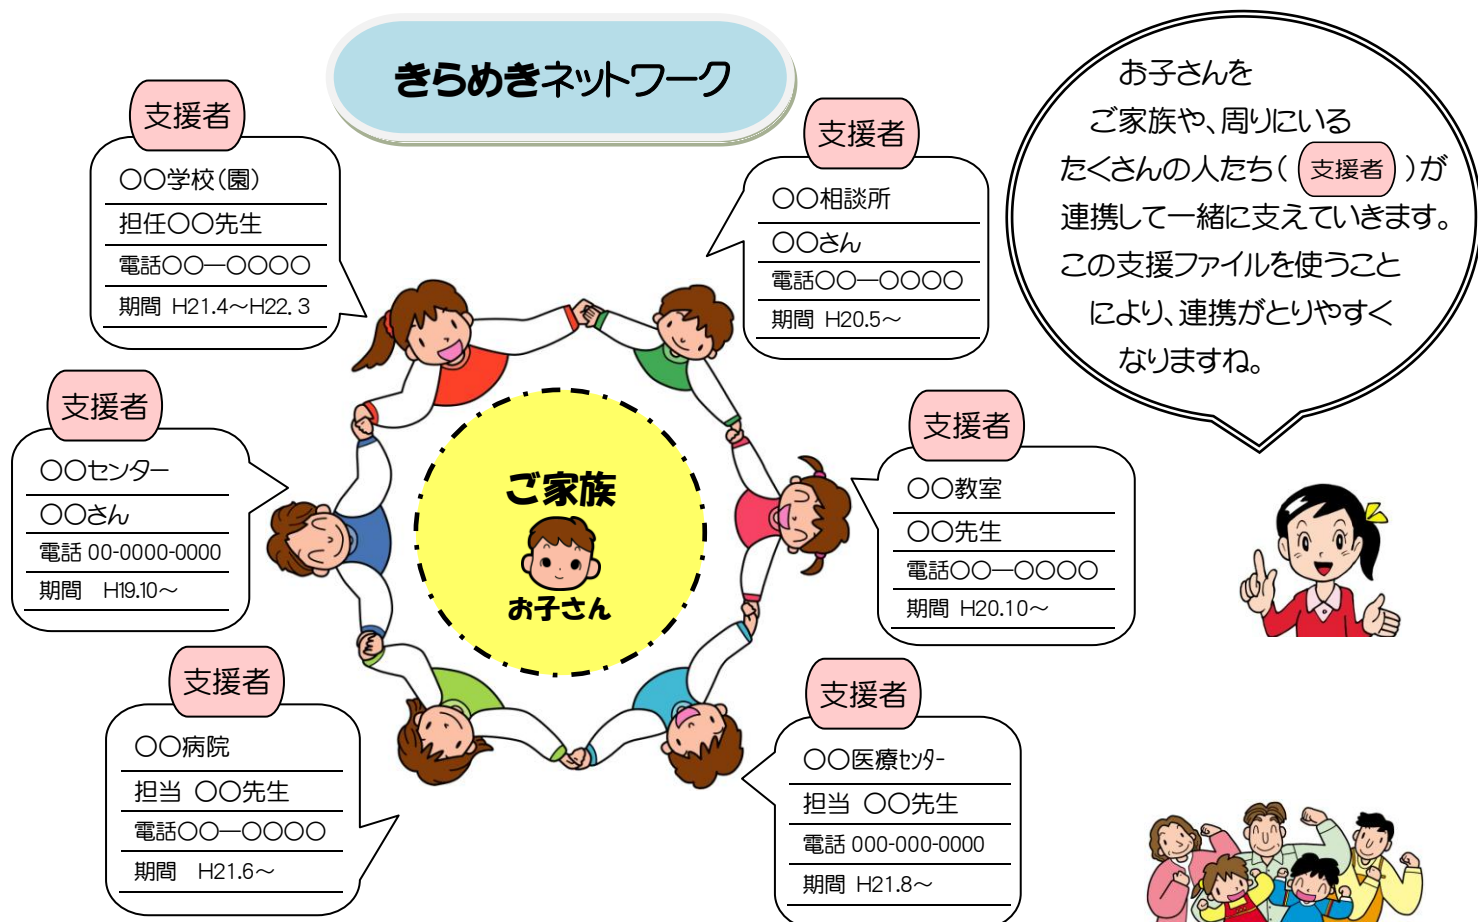 きらめきネットワーク
支援者
〇〇学校(園)
担任〇〇先生
電話〇〇―〇〇〇〇
期間 H21.4～H22.3
支援者
〇〇相談所
〇〇さん
電話〇〇―〇〇〇〇
期間 H20.5～
お子さんを
ご家族や、周りにいる
たくさんの人たち( 支援者 )が
連携して一緒に支えていきます。
この支援ファイルを使うこと
により、連携がとりやすく
なりますね。
支援者
〇〇センター
〇〇さん
電話 00-0000-0000
期間 H19.10～
ご家族
お子さん
支援者
〇〇教室
〇〇先生
電話〇〇―〇〇〇〇
期間 H20.10～
支援者
〇〇病院
担当 〇〇先生
電話〇〇―〇〇〇〇
期間 H21.6～
支援者
〇〇医療ｾﾝﾀｰ
担当 〇〇先生
電話 000-000-0000
期間 H21.8～